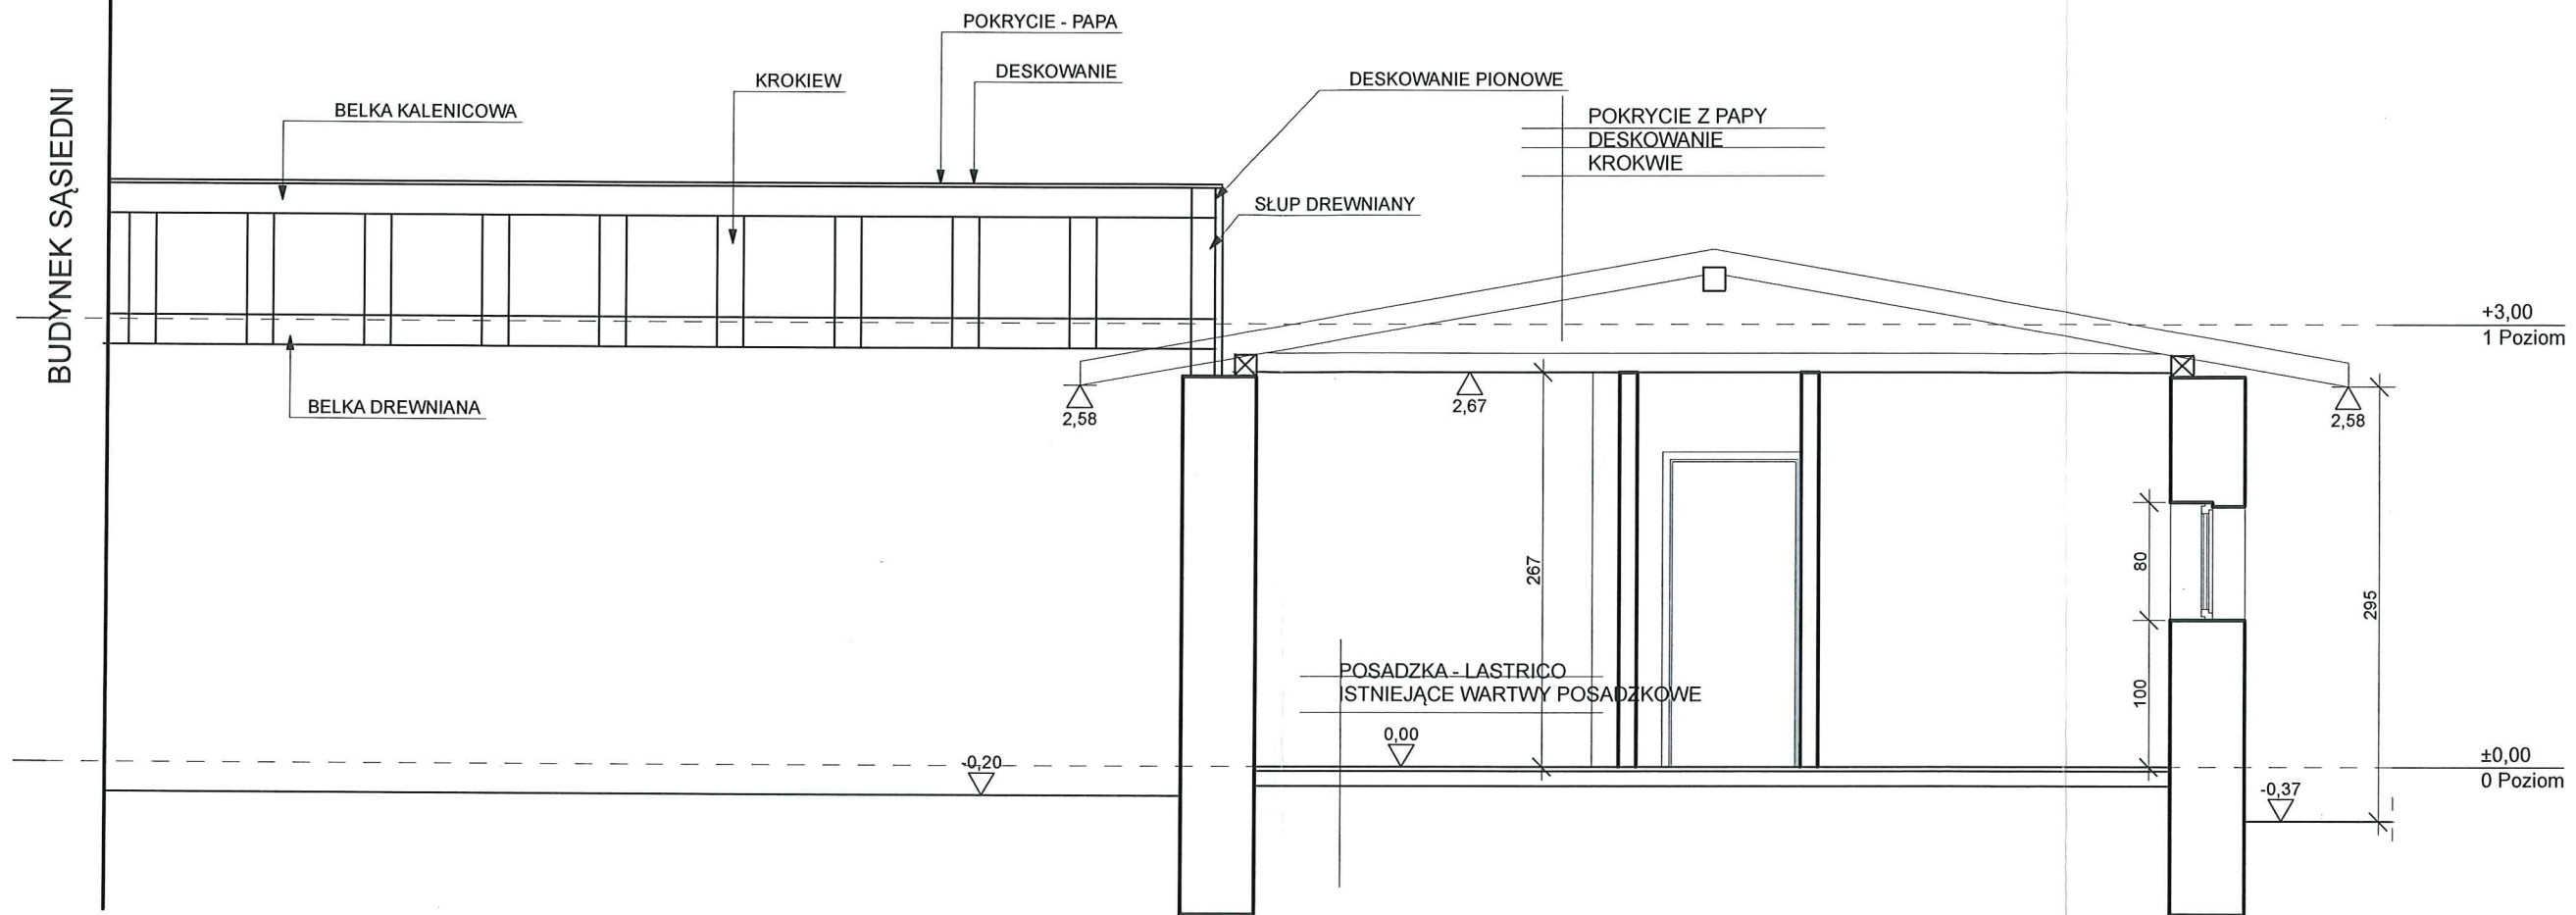 POKRYCIE - PAPA
DESKOWANIE
KROKIEW
DESKOWANIE PIONOWE
BELKA KALENICOWA
POKRYCIE Z PAPY
DESKOWANIE
KROKWIE
BUDYNEK SĄSIEDNI
SŁUP DREWNIANY
+3,00
1 Poziom
BELKA DREWNIANA
2,58
2,67
2,58
267
80
295
POSADZKA - LASTRICO
ISTNIEJĄCE WARTWY POSADZKOWE
100
0,00
-0,20
±0,00
0 Poziom
-0,37